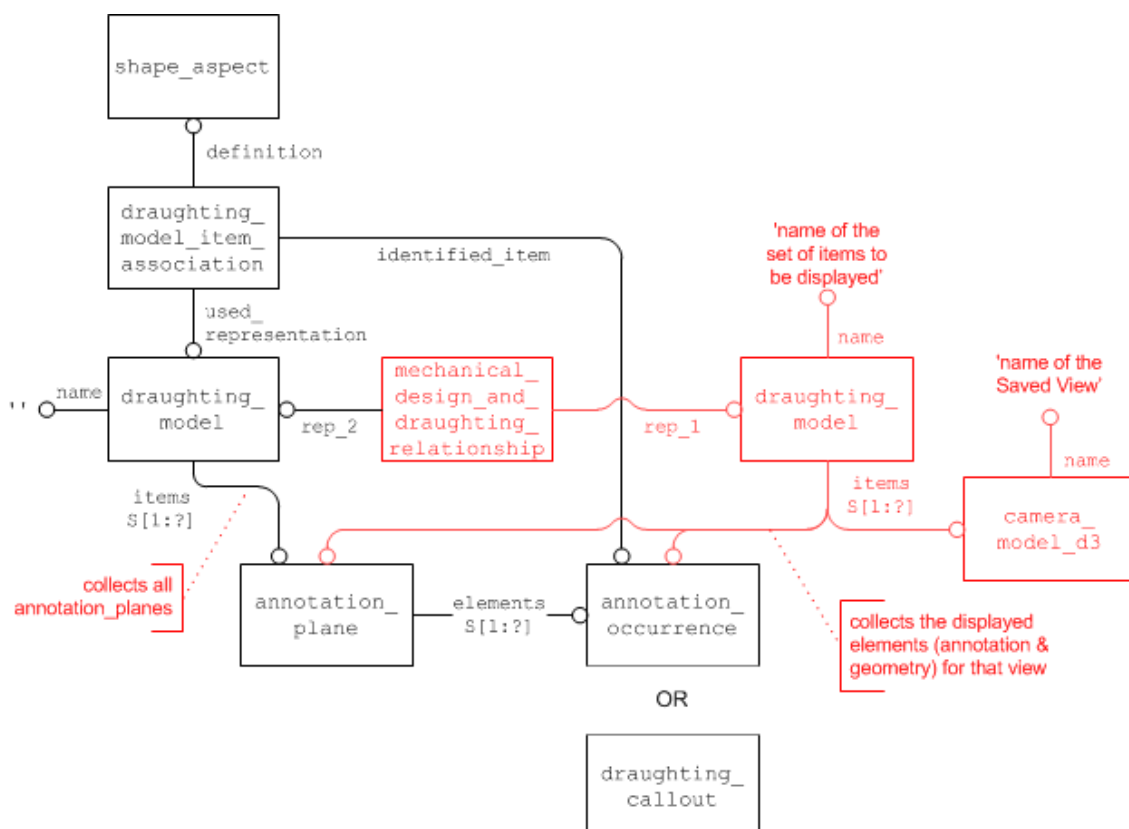 shape_aspect
definition
draughting_
model_item_
association
identified_item
'name of the
set of items to
be displayed'
used_
representation
name
'name of the
Saved View'
''
name
draughting_
model
rep_2
mechanical_
design_and_
draughting_
relationship
rep_1
draughting_
model
name
items
S[1:?]
items
S[1:?]
camera_
model_d3
collects all
annotation_planes
annotation_
plane
elements
S[1:?]
annotation_
occurrence
collects the displayed
elements (annotation &
geometry) for that view
OR
draughting_
callout